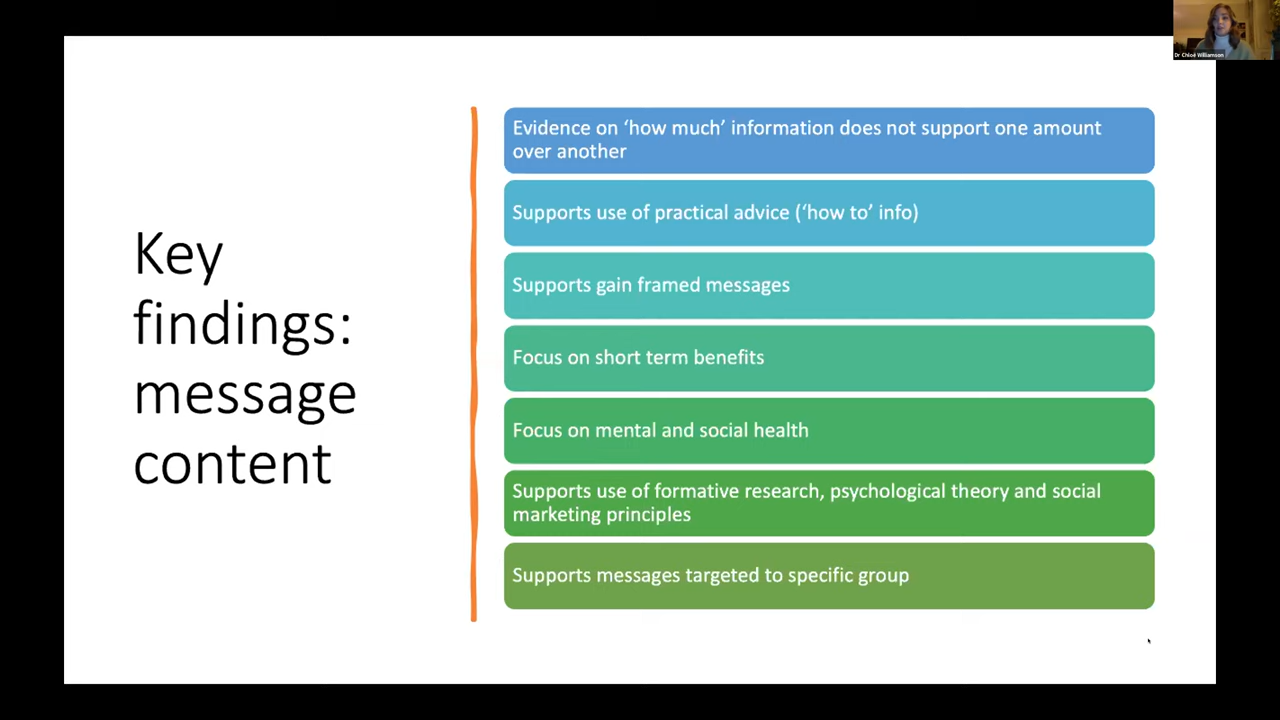 Dr Chloë Williamson
Key
findings:
message
content
Evidence on ‘how much’ information does not support one amount
over another
Supports use of practical advice (‘how to’ info)
Supports gain framed messages
Focus on short term benefits
Focus on mental and social health
Supports use of formative research, psychological theory and social
marketing principles
Supports messages targeted to specific group